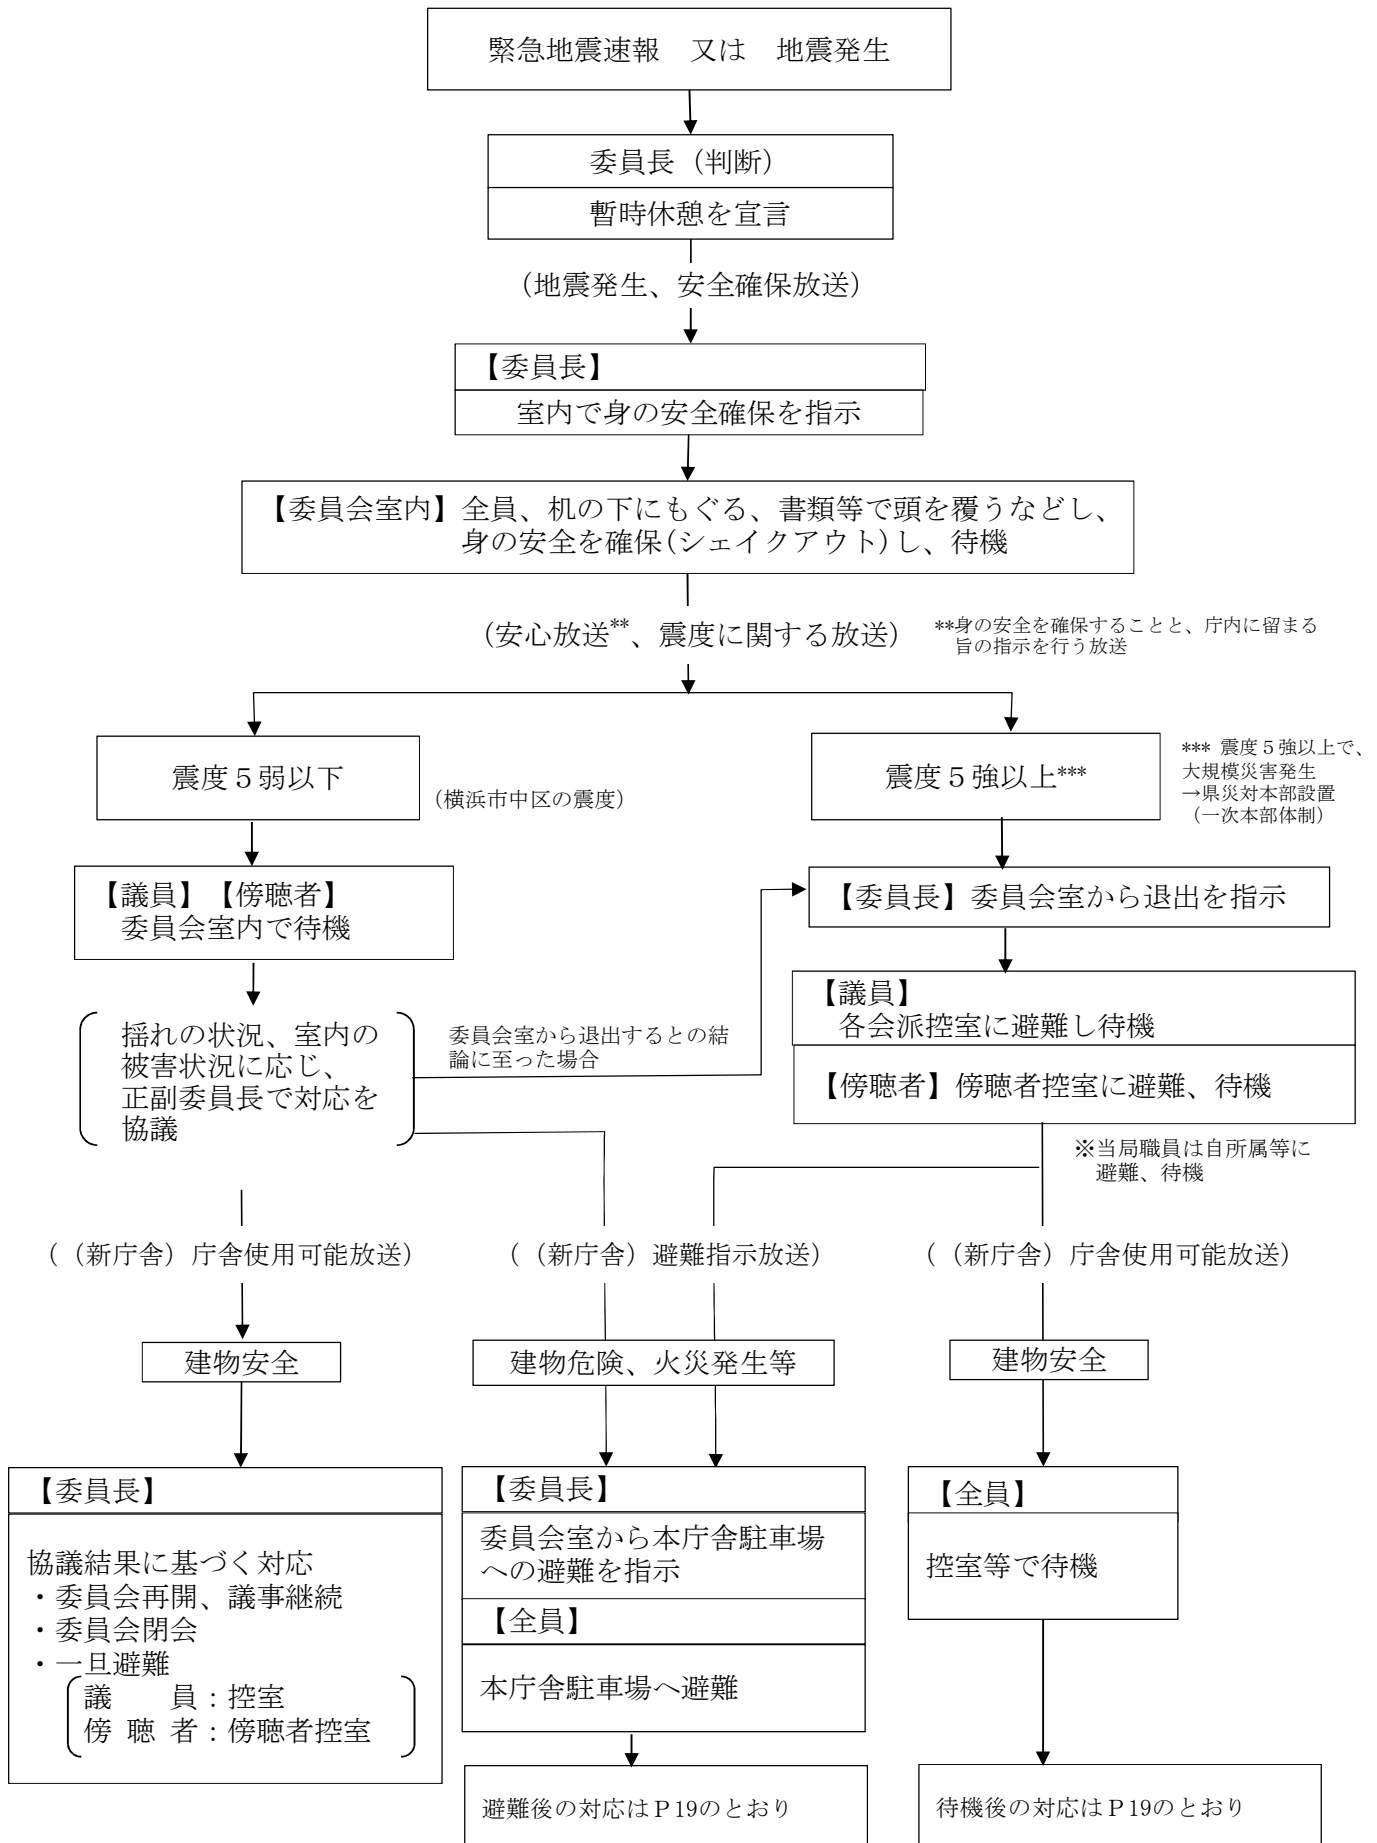 緊急地震速報　又は　地震発生
委員長（判断）
暫時休憩を宣言
（地震発生、安全確保放送）
【委員長】
室内で身の安全確保を指示
【委員会室内】全員、机の下にもぐる、書類等で頭を覆うなどし、
身の安全を確保(シェイクアウト)し、待機
（安心放送**、震度に関する放送）
**身の安全を確保することと、庁内に留まる
旨の指示を行う放送
震度５弱以下
（横浜市中区の震度）
震度５強以上***
*** 震度５強以上で、
大規模災害発生
→県災対本部設置
（一次本部体制）
【議員】【傍聴者】
委員会室内で待機
【委員長】委員会室から退出を指示
【議員】
各会派控室に避難し待機
【傍聴者】傍聴者控室に避難、待機
揺れの状況、室内の
被害状況に応じ、
正副委員長で対応を
協議
委員会室から退出するとの結
論に至った場合
※当局職員は自所属等に
避難、待機
（（新庁舎）庁舎使用可能放送）
（（新庁舎）避難指示放送）
（（新庁舎）庁舎使用可能放送）
建物安全
建物危険、火災発生等
建物安全
【委員長】
協議結果に基づく対応
・委員会再開、議事継続
・委員会閉会
・一旦避難
議　　員：控室
傍 聴 者：傍聴者控室
【委員長】
委員会室から本庁舎駐車場
への避難を指示
【全員】
本庁舎駐車場へ避難
【全員】
控室等で待機
避難後の対応はＰ19のとおり
待機後の対応はＰ19のとおり